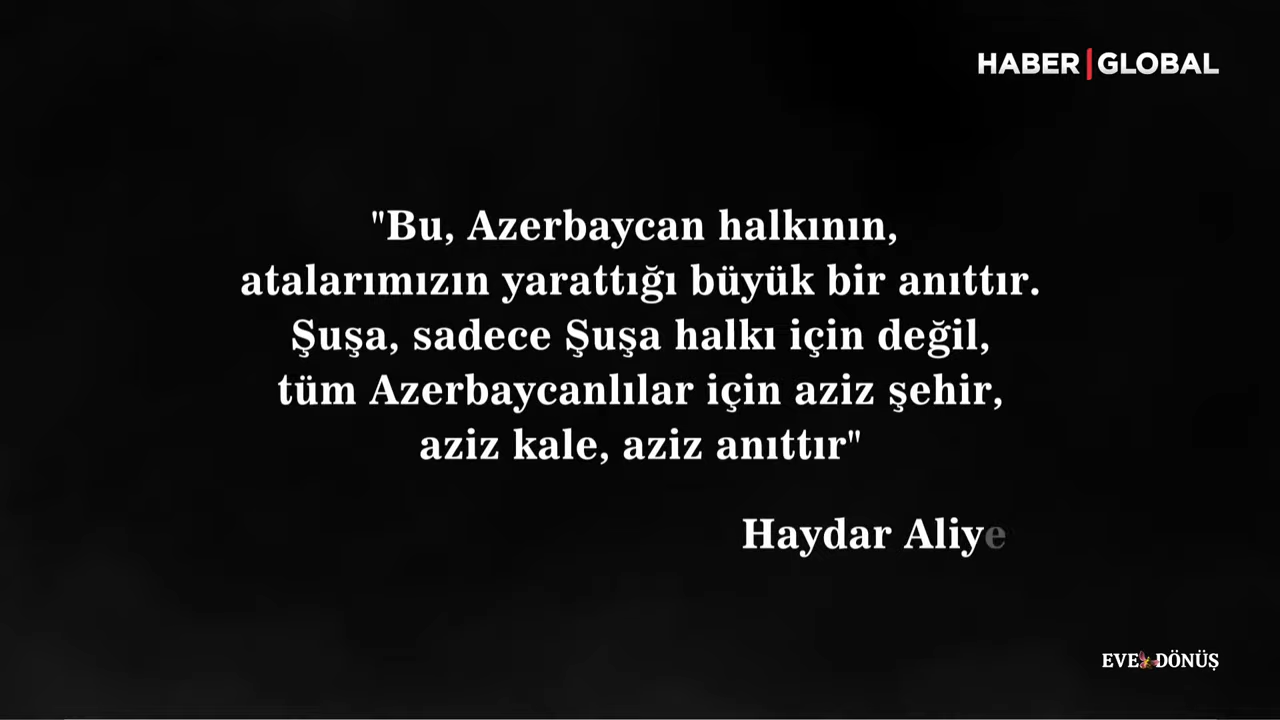 HABER|GLOBAL
"Bu, Azerbaycan halkının,
atalarımızın yarattığı büyük bir anıttır.
Şuşa, sadece Şuşa halkı için değil,
tüm Azerbaycanlılar için aziz şehir,
aziz kale, aziz anıttır"
Haydar Aliye
EVE DÖNÜŞ